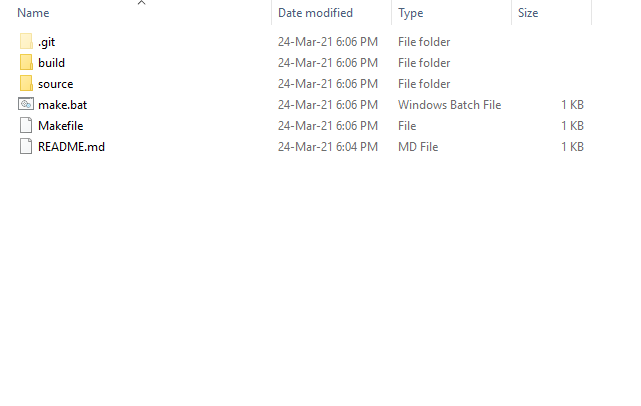 Name Date modified Type Size
.git 24-Mar-21 6:06 PM File folder
build 24-Mar-21 6:06 PM File folder
source 24-Mar-21 6:06 PM File folder
make.bat 24-Mar-21 6:06 PM Windows Batch File 1 KB
Makefile 24-Mar-21 6:06 PM File 1 KB
README.md 24-Mar-21 6:04 PM MD File 1 KB